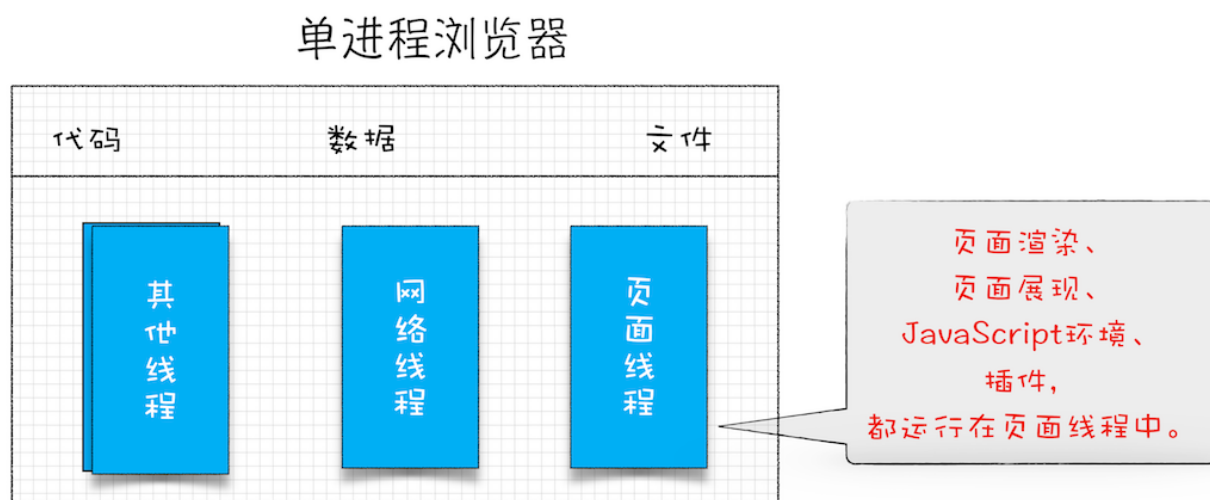 单进程浏览器
代码 数据 文件
其他线程
网络线程
页面线程
页面渲染、
页面展现、
JavaScript环境、
插件，
都运行在页面线程中。